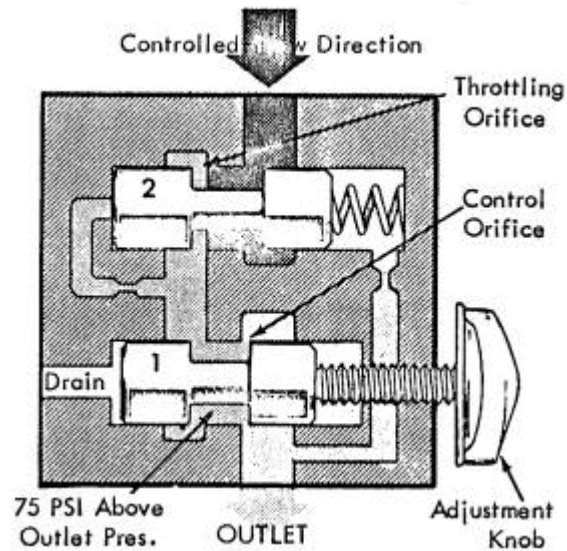 Controlled Direction
Throttling
Orifice
2
Control
Orifice
1
Drain
75 PSI Above
Outlet Pres.
OUTLET
Adjustment
Knob